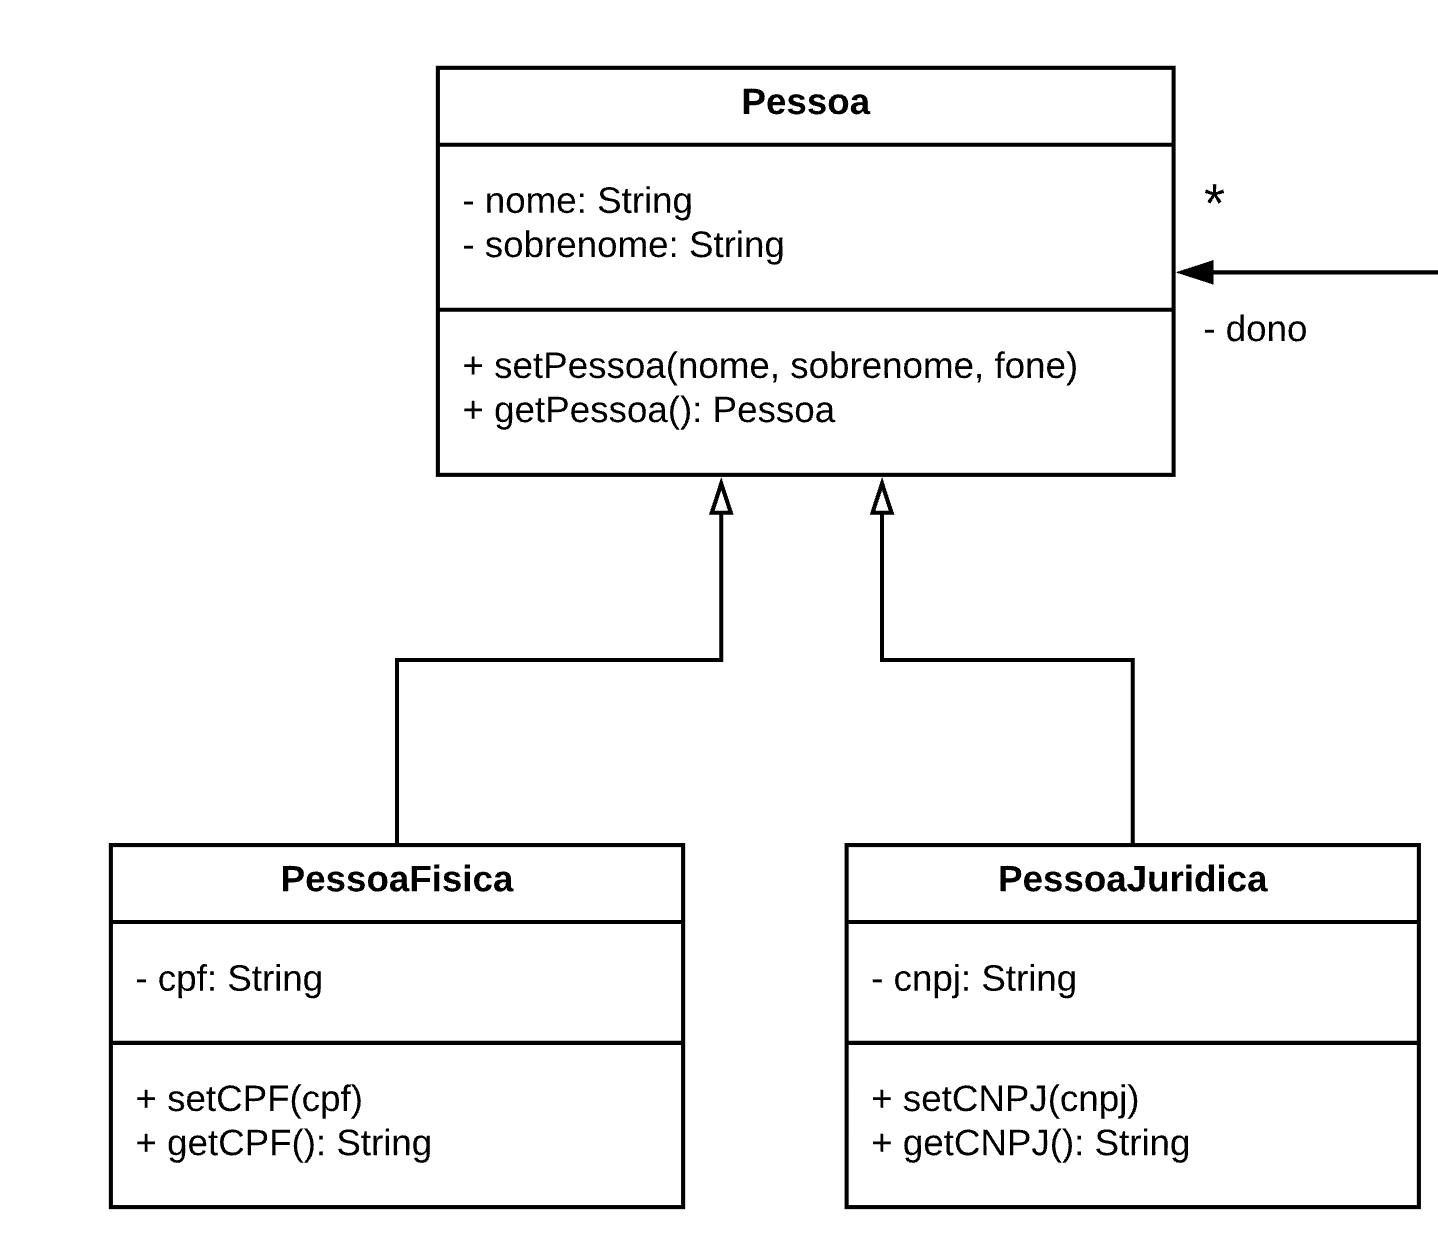 Pessoa
- nome: String
- sobrenome: String
+ setPessoa(nome, sobrenome, fone)
+ getPessoa(): Pessoa
*
- dono
PessoaFisica
- cpf: String
+ setCPF(cpf)
+ getCPF(): String
PessoaJuridica
- cnpj: String
+ setCNPJ(cnpj)
+ getCNPJ(): String